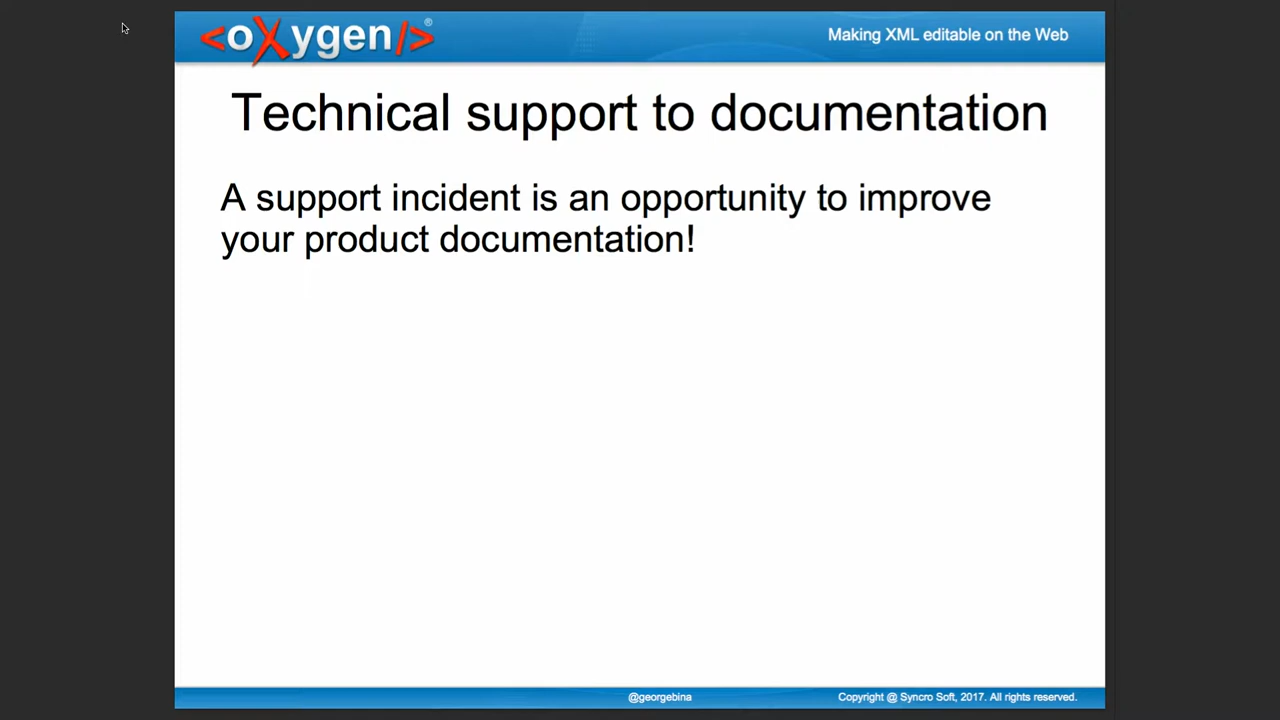 <oXygen/>®
Making XML editable on the Web
Technical support to documentation
A support incident is an opportunity to improve
your product documentation!
@georgebina
Copyright @ Syncro Soft, 2017. All rights reserved.